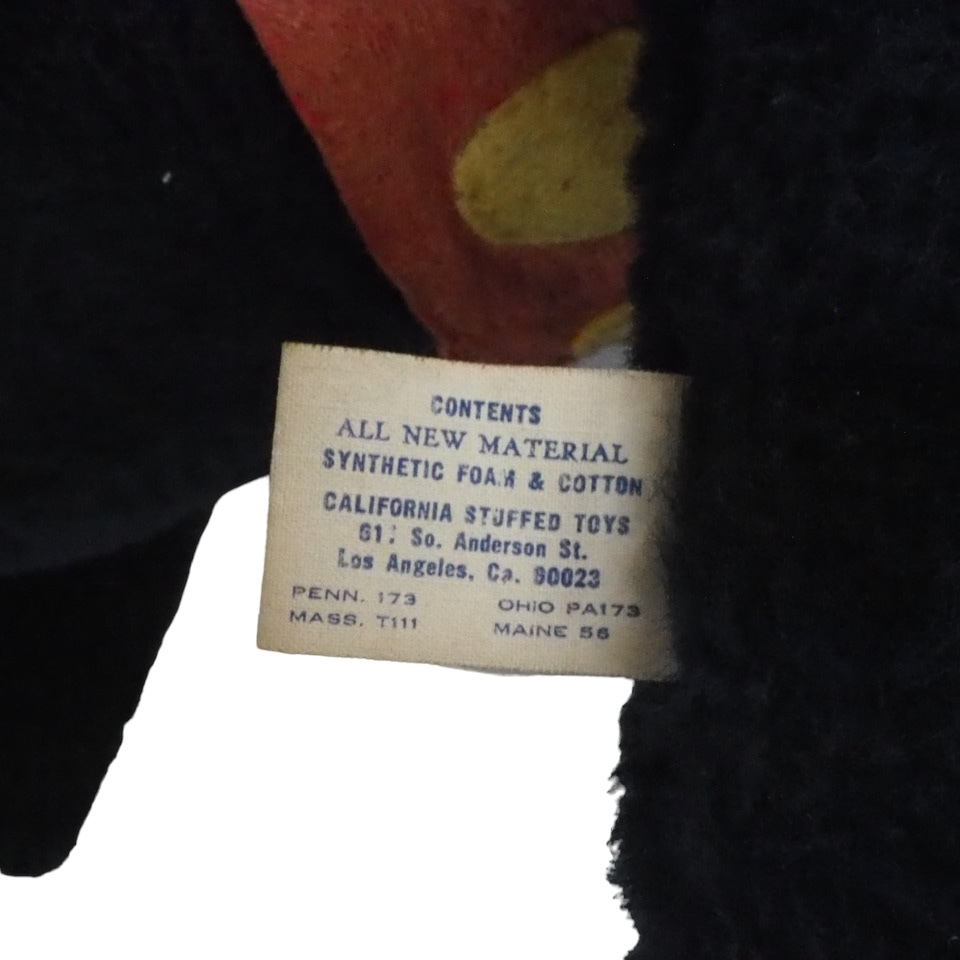 CONTENTS
ALL NEW MATERIAL
SYNTHETIC FOAM & COTTON
CALIFORNIA STUFFED TOYS
So. Anderson St.
Los Angeles, Ca. 90023
PENN. 173 OHIO PA173
MASS. T111 MAINE 56